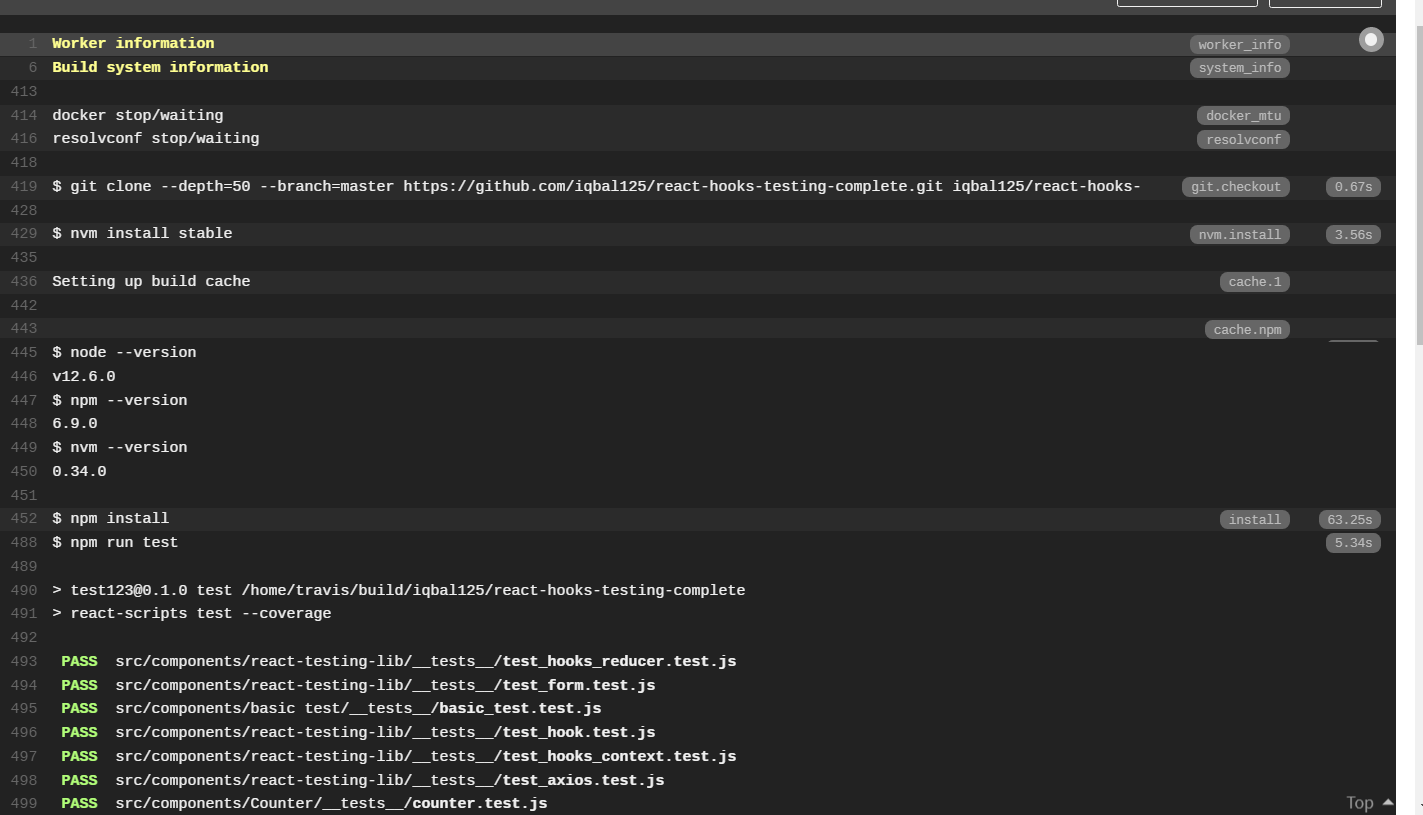 1 Worker information worker_info
6 Build system information system_info
413
414 docker stop/waiting docker_mtu
416 resolvconf stop/waiting resolvconf
418
419 $ git clone --depth=50 --branch=master https://github.com/iqbal125/react-hooks-testing-complete.git iqbal125/react-hooks- git.checkout 0.67s
428
429 $ nvm install stable nvm.install 3.56s
435
436 Setting up build cache cache.1
442
443 cache.npm
445 $ node --version
446 v12.6.0
447 $ npm --version
448 6.9.0
449 $ nvm --version
450 0.34.0
451
452 $ npm install install 63.25s
488 $ npm run test 5.34s
489
490 > test123@0.1.0 test /home/travis/build/iqbal125/react-hooks-testing-complete
491 > react-scripts test --coverage
492
493 PASS src/components/react-testing-lib/__tests__/test_hooks_reducer.test.js
494 PASS src/components/react-testing-lib/__tests__/test_form.test.js
495 PASS src/components/basic test/__tests__/basic_test.test.js
496 PASS src/components/react-testing-lib/__tests__/test_hook.test.js
497 PASS src/components/react-testing-lib/__tests__/test_hooks_context.test.js
498 PASS src/components/react-testing-lib/__tests__/test_axios.test.js
499 PASS src/components/Counter/__tests__/counter.test.js
Top